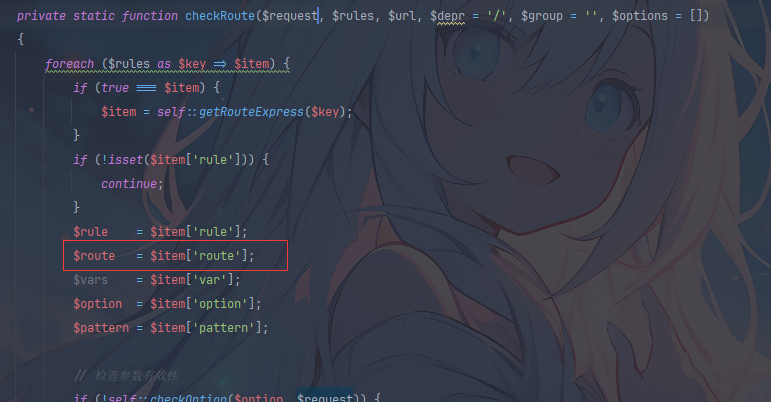 private static function checkRoute($request, $rules, $url, $depr = '/', $group = '', $options = [])
{
foreach ($rules as $key => $item) {
if (true === $item) {
$item = self::getRouteExpress($key);
}
if (!isset($item['rule'])) {
continue;
}
$rule    = $item['rule'];
$route   = $item['route'];
$vars    = $item['var'];
$option  = $item['option'];
$pattern = $item['pattern'];
// 检查参数有效性
if (!self::checkOption($option, $request)) {